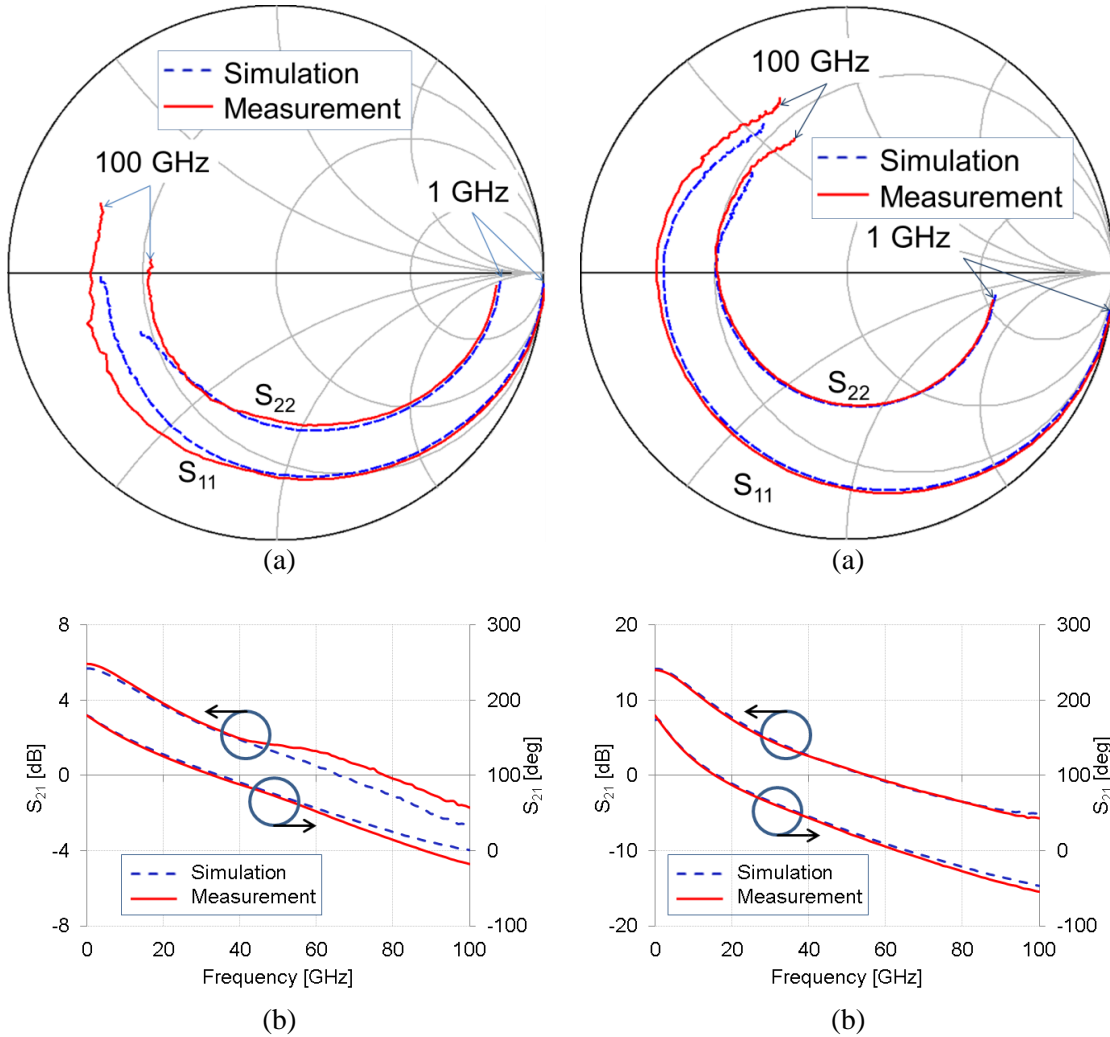 Simulation
Measurement
100 GHz
1 GHz
S22
S11
(a)
100 GHz
Simulation
Measurement
1 GHz
S22
S11
(a)
8
4
0
-4
-8
S21 [dB]
300
200
100
0
-100
S21 [deg]
Simulation
Measurement
0 20 40 60 80 100
Frequency [GHz]
(b)
20
10
0
-10
-20
S21 [dB]
300
200
100
0
-100
S21 [deg]
Simulation
Measurement
0 20 40 60 80 100
Frequency [GHz]
(b)